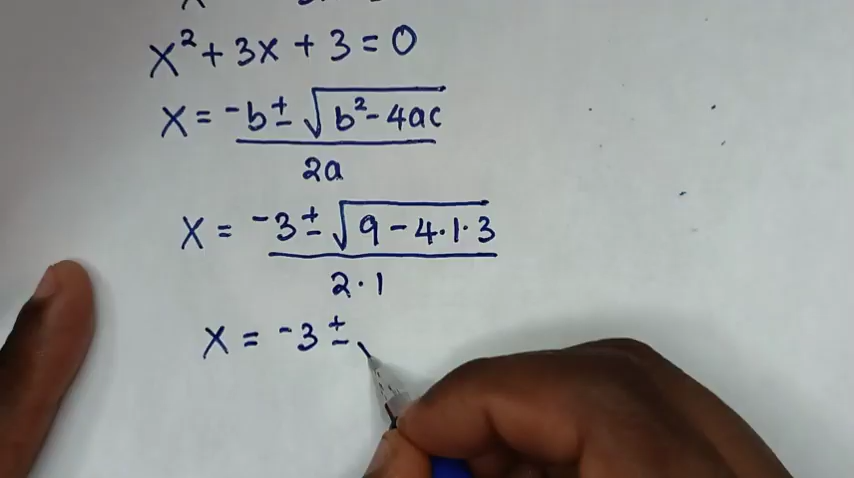 x² + 3x + 3 = 0
x = -b ± √(b² - 4ac) / 2a
x = -3 ± √(9 - 4·1·3) / 2·1
x = -3 ±